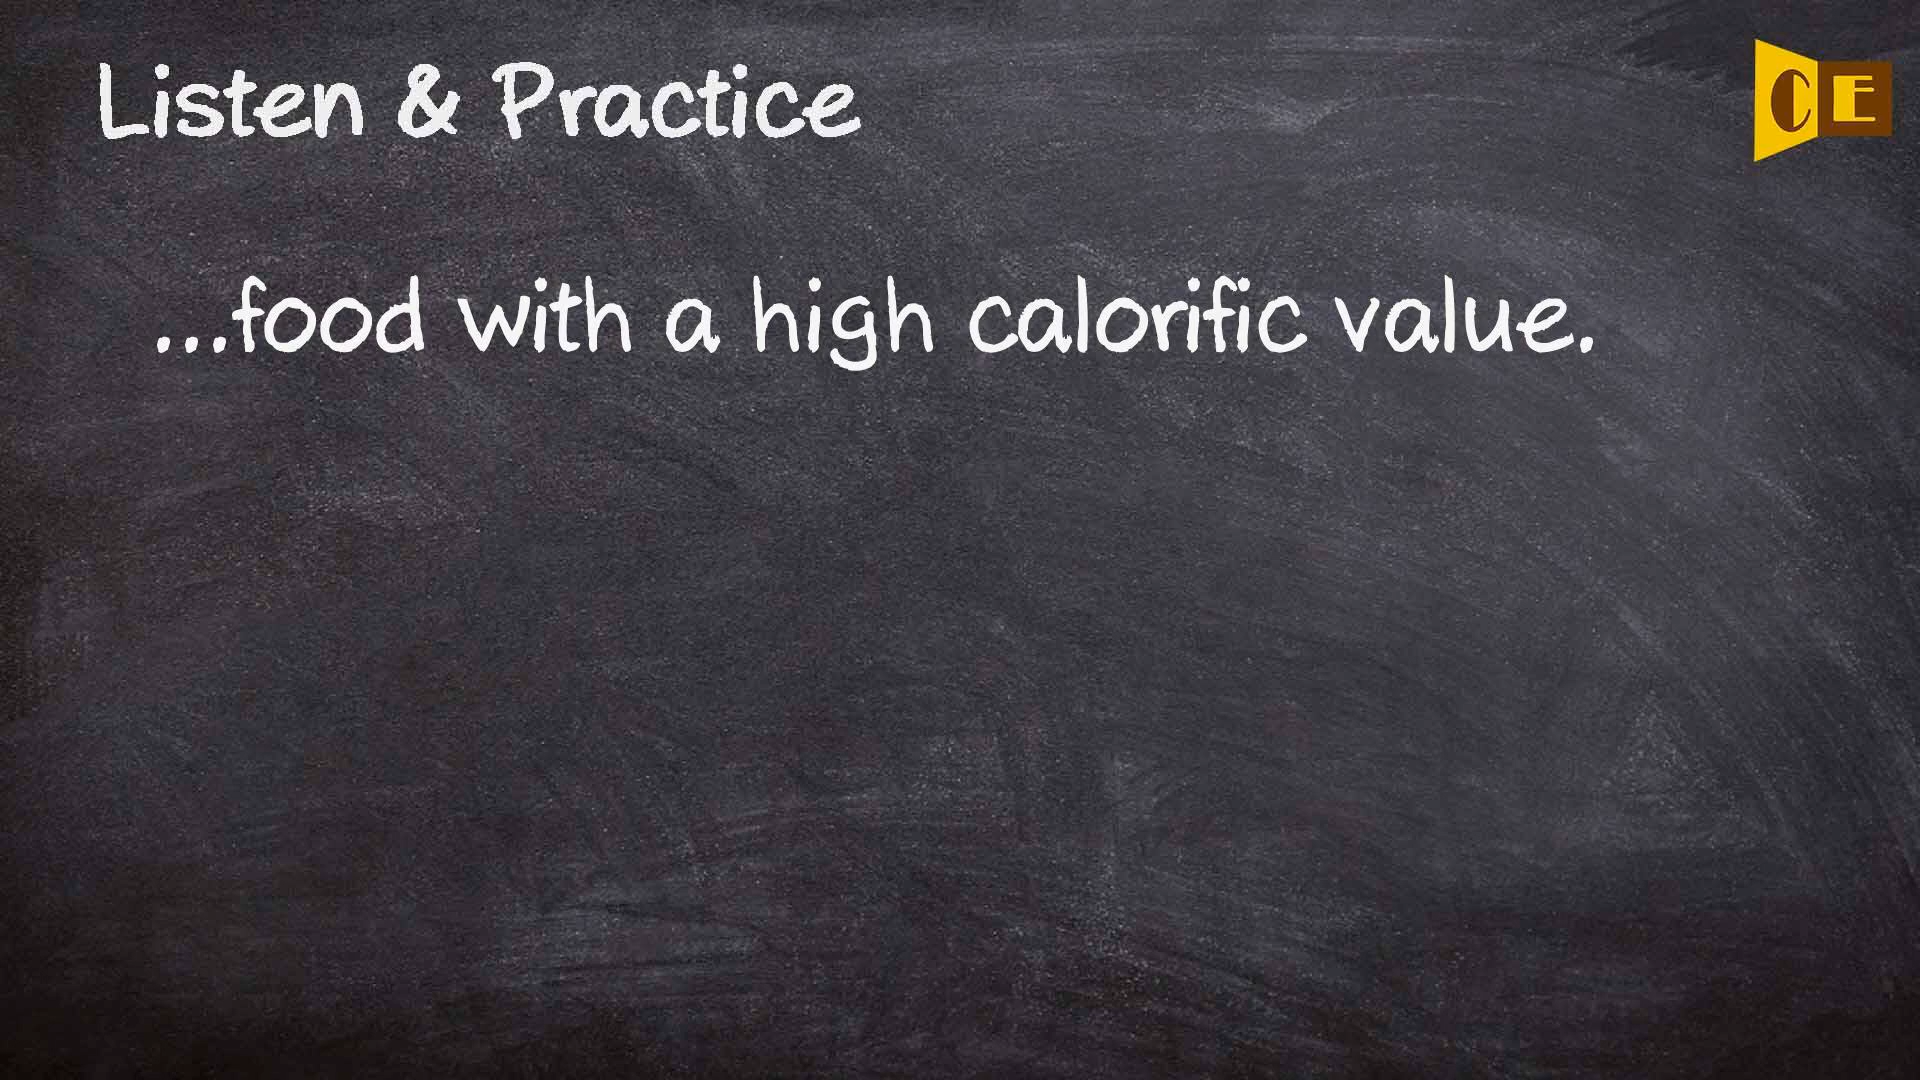 Listen & Practice
CE
...food with a high calorific value.